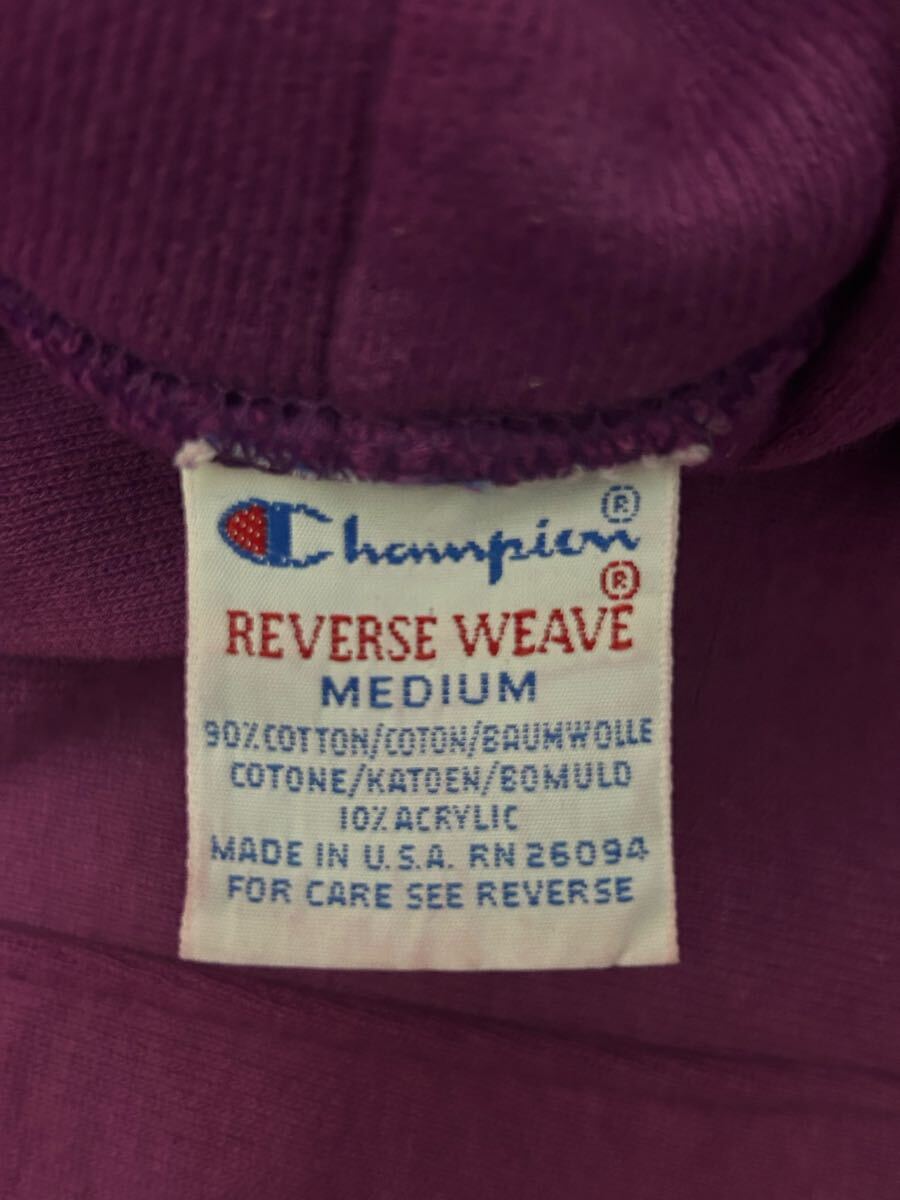 Champion®
REVERSE WEAVE®
MEDIUM
90% COTTON/COTON/BAUMWOLLE
COTONE/KATOEN/BOMULD
10% ACRYLIC
MADE IN U.S.A. RN 26094
FOR CARE SEE REVERSE